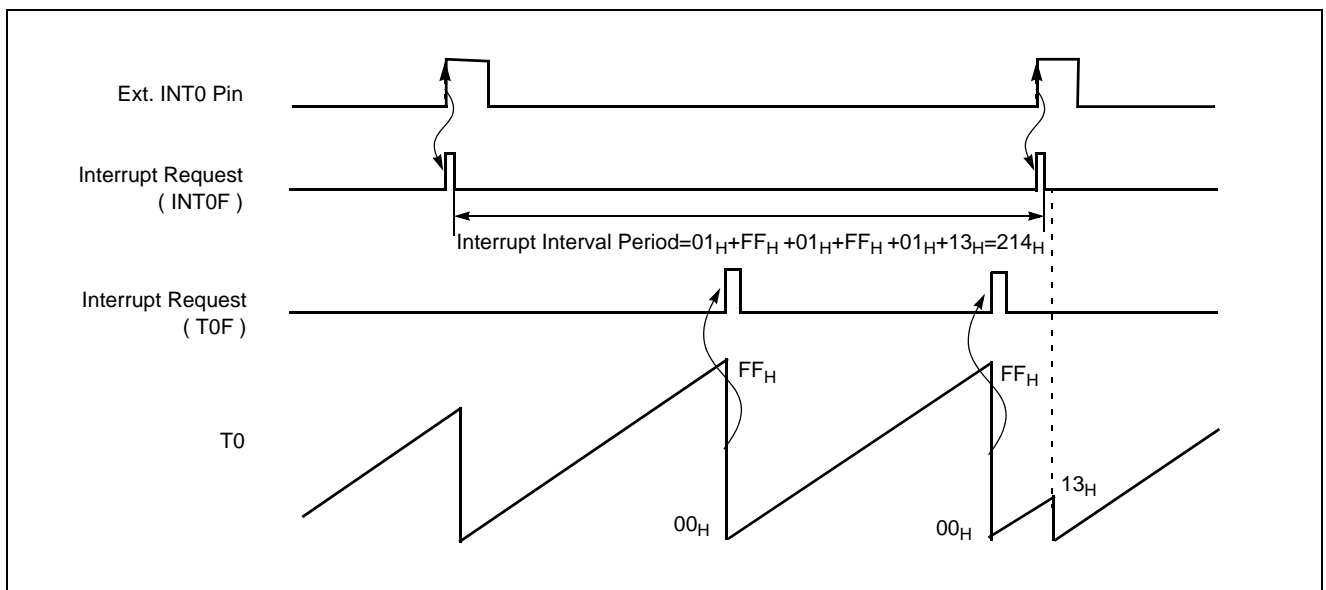 Ext. INT0 Pin
Interrupt Request
( INT0F )
Interrupt Interval Period=01H+FFH +01H+FFH +01H+13H=214H
Interrupt Request
( T0F )
FFH
FFH
T0
13H
00H
00H